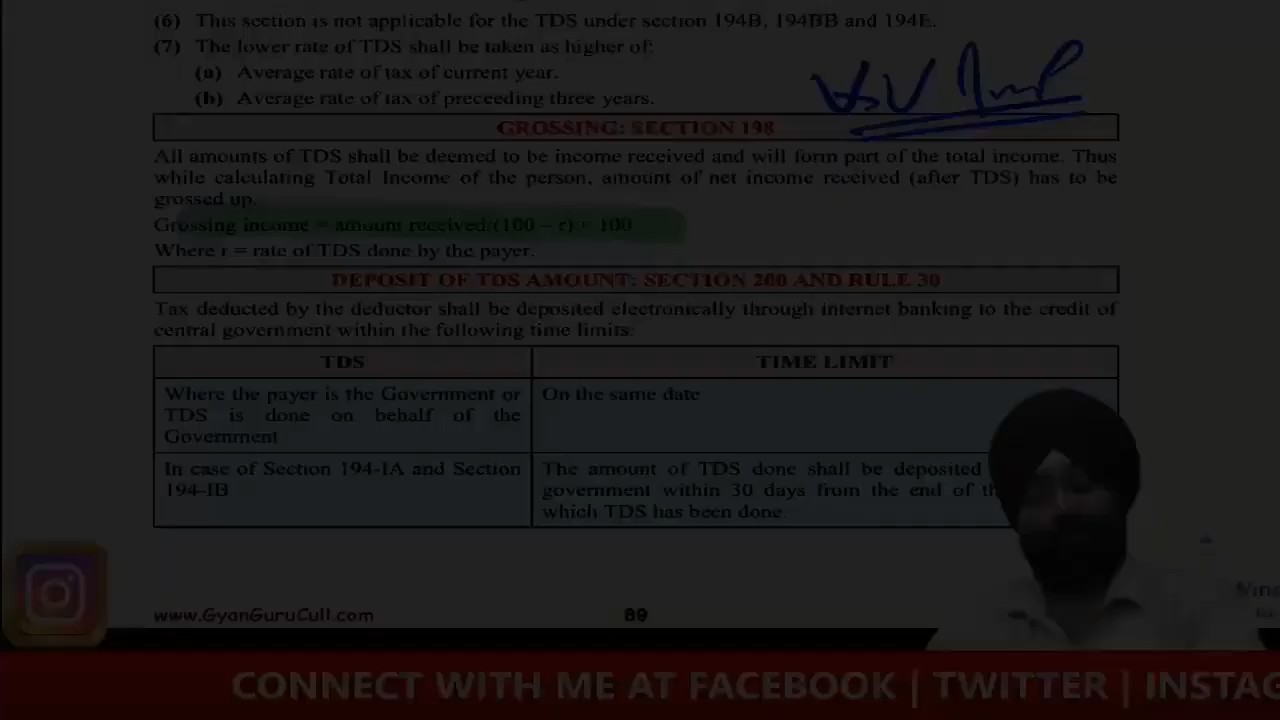 (6) This section is not applicable for the TDS under section 194B, 194BB and 194E.
(7) The lower rate of TDS shall be taken as higher of:
(a) Average rate of tax of current year.
(b) Average rate of tax of preceeding three years.
GROSSING: SECTION 198
All amounts of TDS shall be deemed to be income received and will form part of the total income. Thus
while calculating Total Income of the person, amount of net income received (after TDS) has to be
grossed up.
Grossing income = amount received/(100 – r) × 100
Where r = rate of TDS done by the payer.
DEPOSIT OF TDS AMOUNT: SECTION 200 AND RULE 30
Tax deducted by the deductor shall be deposited electronically through internet banking to the credit of
central government within the following time limits:
TDS
TIME LIMIT
Where the payer is the Government or
TDS is done on behalf of the
Government
On the same date
In case of Section 194-IA and Section
194-IB
The amount of TDS done shall be deposited
government within 30 days from the end of
which TDS has been done.
www.GyanGuruCull.com
89
CONNECT WITH ME AT FACEBOOK | TWITTER | INSTAG